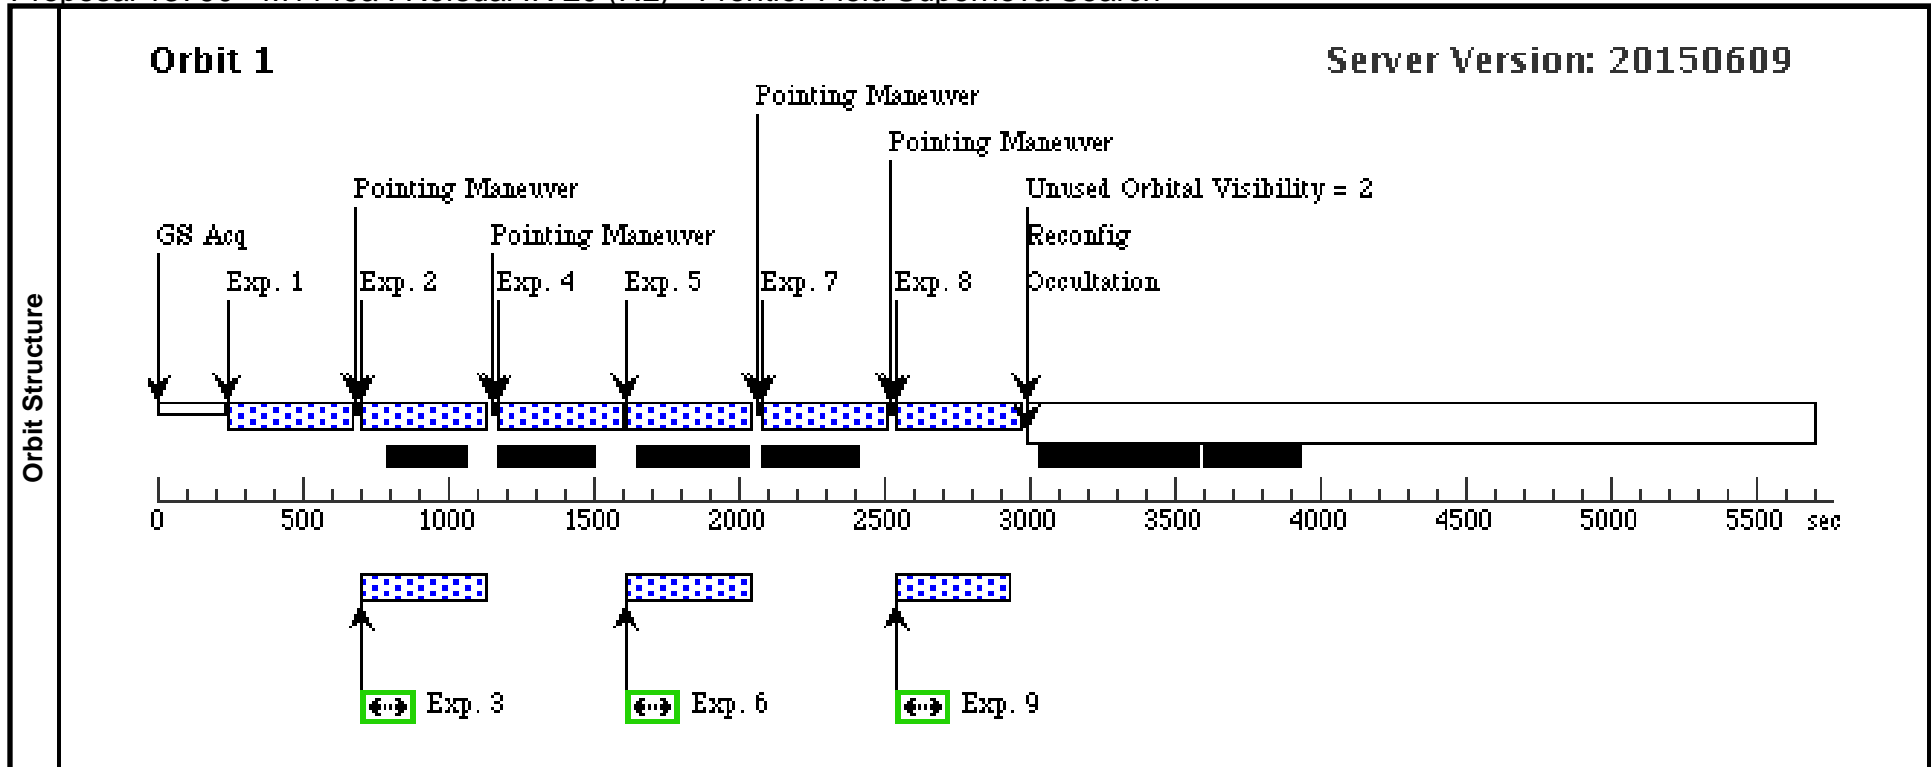 Orbit 1
Server Version: 20150609
Pointing Maneuver
Pointing Maneuver
Pointing Maneuver
Unused Orbital Visibility = 2
GS Acq
Pointing Maneuver
Reconfig
Exp. 1
Exp. 2
Exp. 4
Exp. 5
Exp. 7
Exp. 8
Occultation
Orbit Structure
0 500 1000 1500 2000 2500 3000 3500 4000 4500 5000 5500 sec
Exp. 3
Exp. 6
Exp. 9